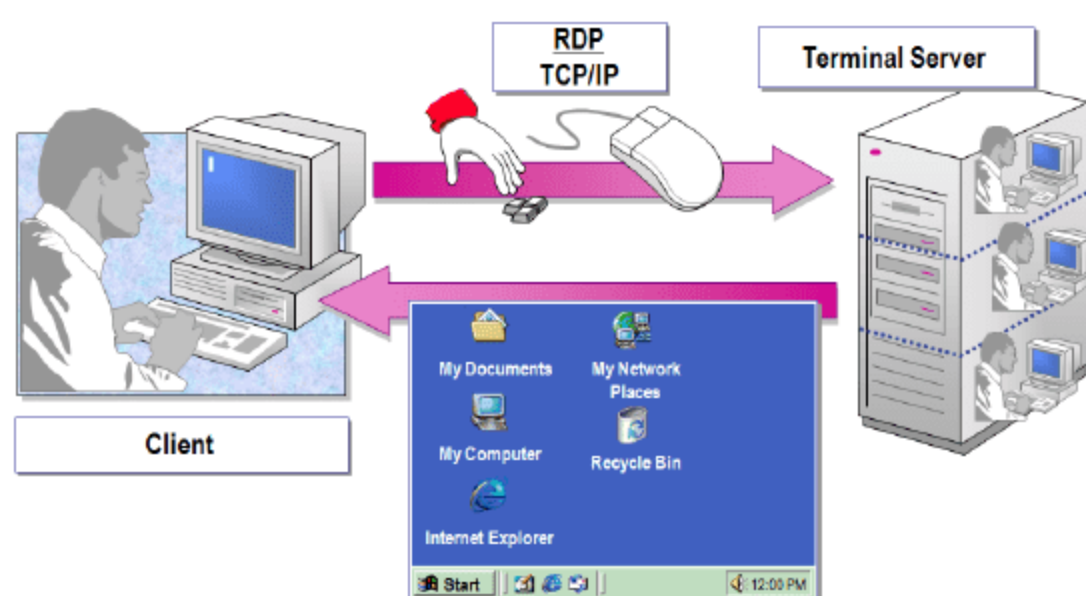 RDP
TCP/IP
Terminal Server
Client
My Documents
My Network
Places
My Computer
Recycle Bin
Internet Explorer
Start
12:00 PM